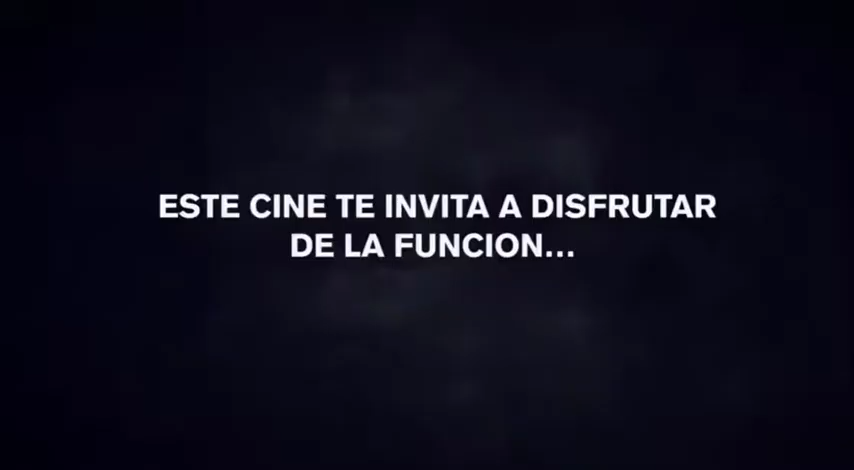 ESTE CINE TE INVITA A DISFRUTAR
DE LA FUNCION...